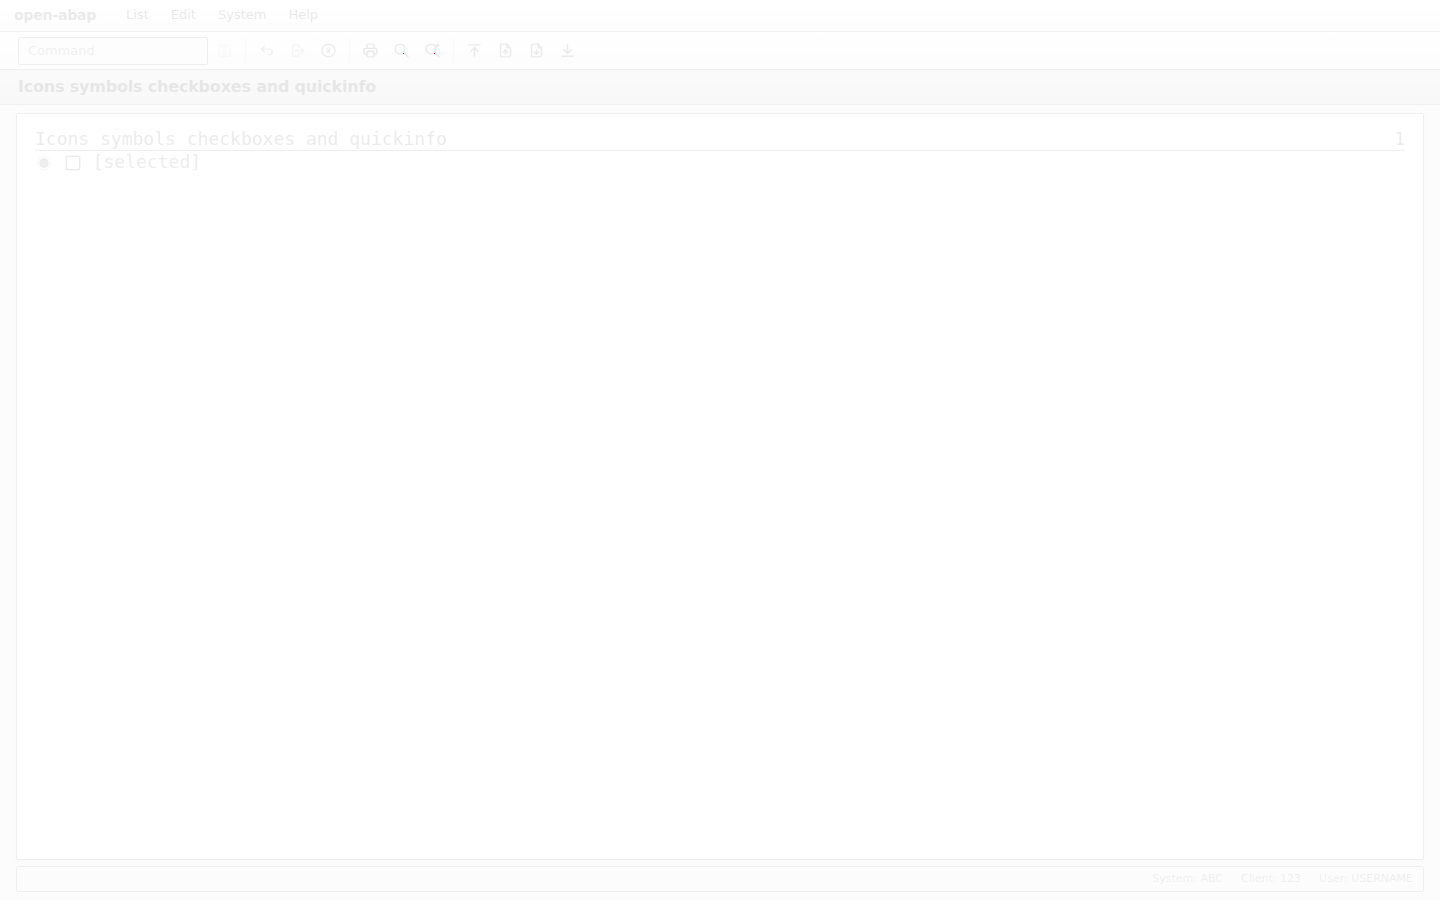 open-abap List Edit System Help
Command
Icons symbols checkboxes and quickinfo
Icons symbols checkboxes and quickinfo 1
[selected]
System: ABC Client: 123 User: USERNAME